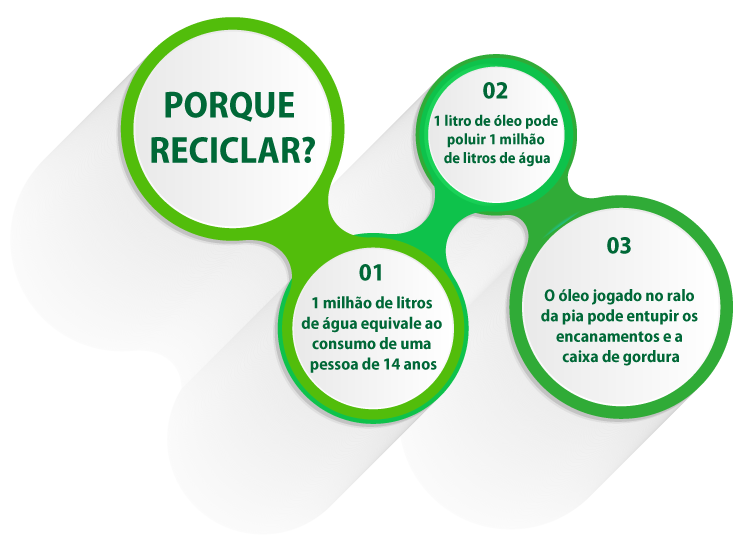 PORQUE
RECICLAR?
01
1 milhão de litros
de água equivale ao
consumo de uma
pessoa de 14 anos
02
1 litro de óleo pode
poluir 1 milhão
de litros de água
03
O óleo jogado no ralo
da pia pode entupir os
encanamentos e a
caixa de gordura